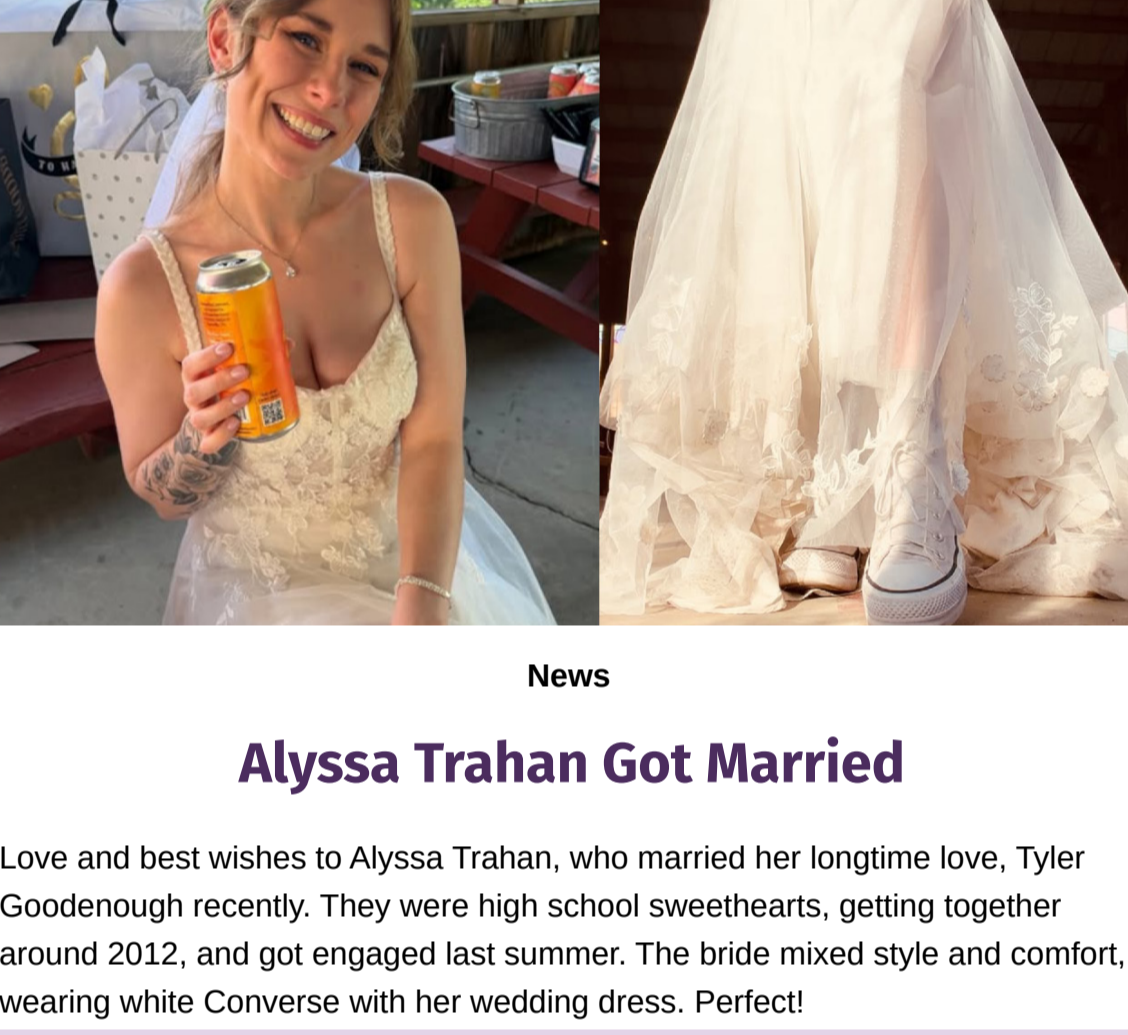 TO HA
News
Alyssa Trahan Got Married
Love and best wishes to Alyssa Trahan, who married her longtime love, Tyler
Goodenough recently. They were high school sweethearts, getting together
around 2012, and got engaged last summer. The bride mixed style and comfort,
wearing white Converse with her wedding dress. Perfect!